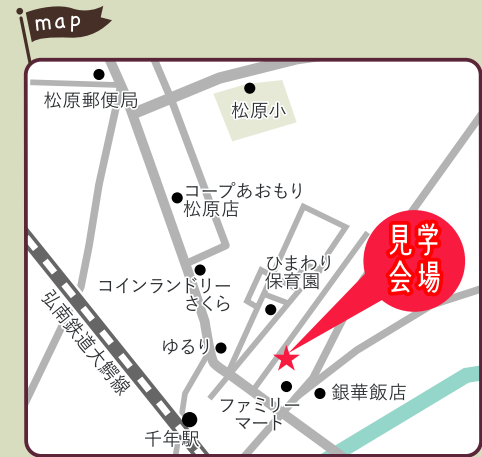 map
松原郵便局
松原小
コープあおもり
松原店
見学
会場
ひまわり
保育園
コインランドリー
さくら
弘南鉄道大鰐線
ゆるり
ファミリー
マート
銀華飯店
千年駅